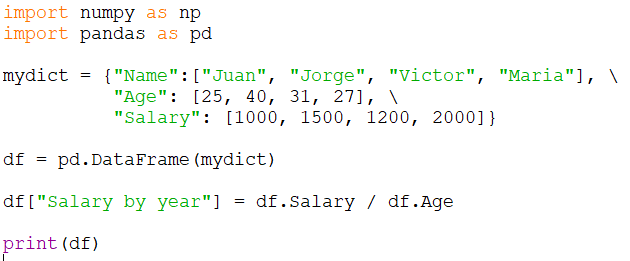 import numpy as np
import pandas as pd
mydict = {"Name":["Juan", "Jorge", "Victor", "Maria"], \
"Age": [25, 40, 31, 27], \
"Salary": [1000, 1500, 1200, 2000]}
df = pd.DataFrame(mydict)
df["Salary by year"] = df.Salary / df.Age
print(df)